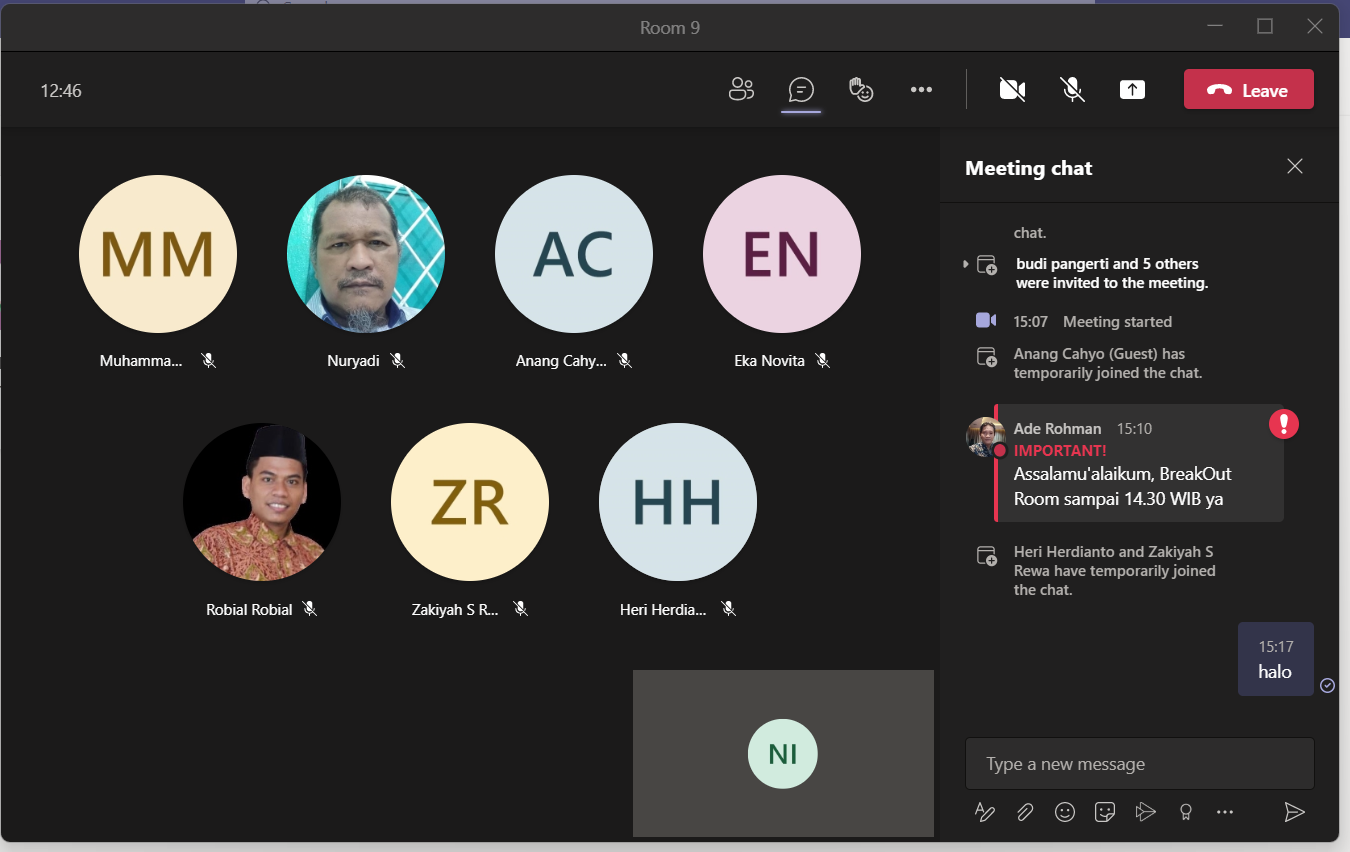 Room 9
12:46
Leave
MM
AC
EN
Muhamma...
Nuryadi
Anang Cahy...
Eka Novita
ZR
HH
Robial Robial
Zakiyah S R...
Heri Herdia...
NI
Meeting chat
chat.
budi pangerti and 5 others
were invited to the meeting.
15:07 Meeting started
Anang Cahyo (Guest) has
temporarily joined the chat.
Ade Rohman 15:10
IMPORTANT!
Assalamu'alaikum, BreakOut
Room sampai 14.30 WIB ya
Heri Herdianto and Zakiyah S
Rewa have temporarily joined
the chat.
15:17
halo
Type a new message